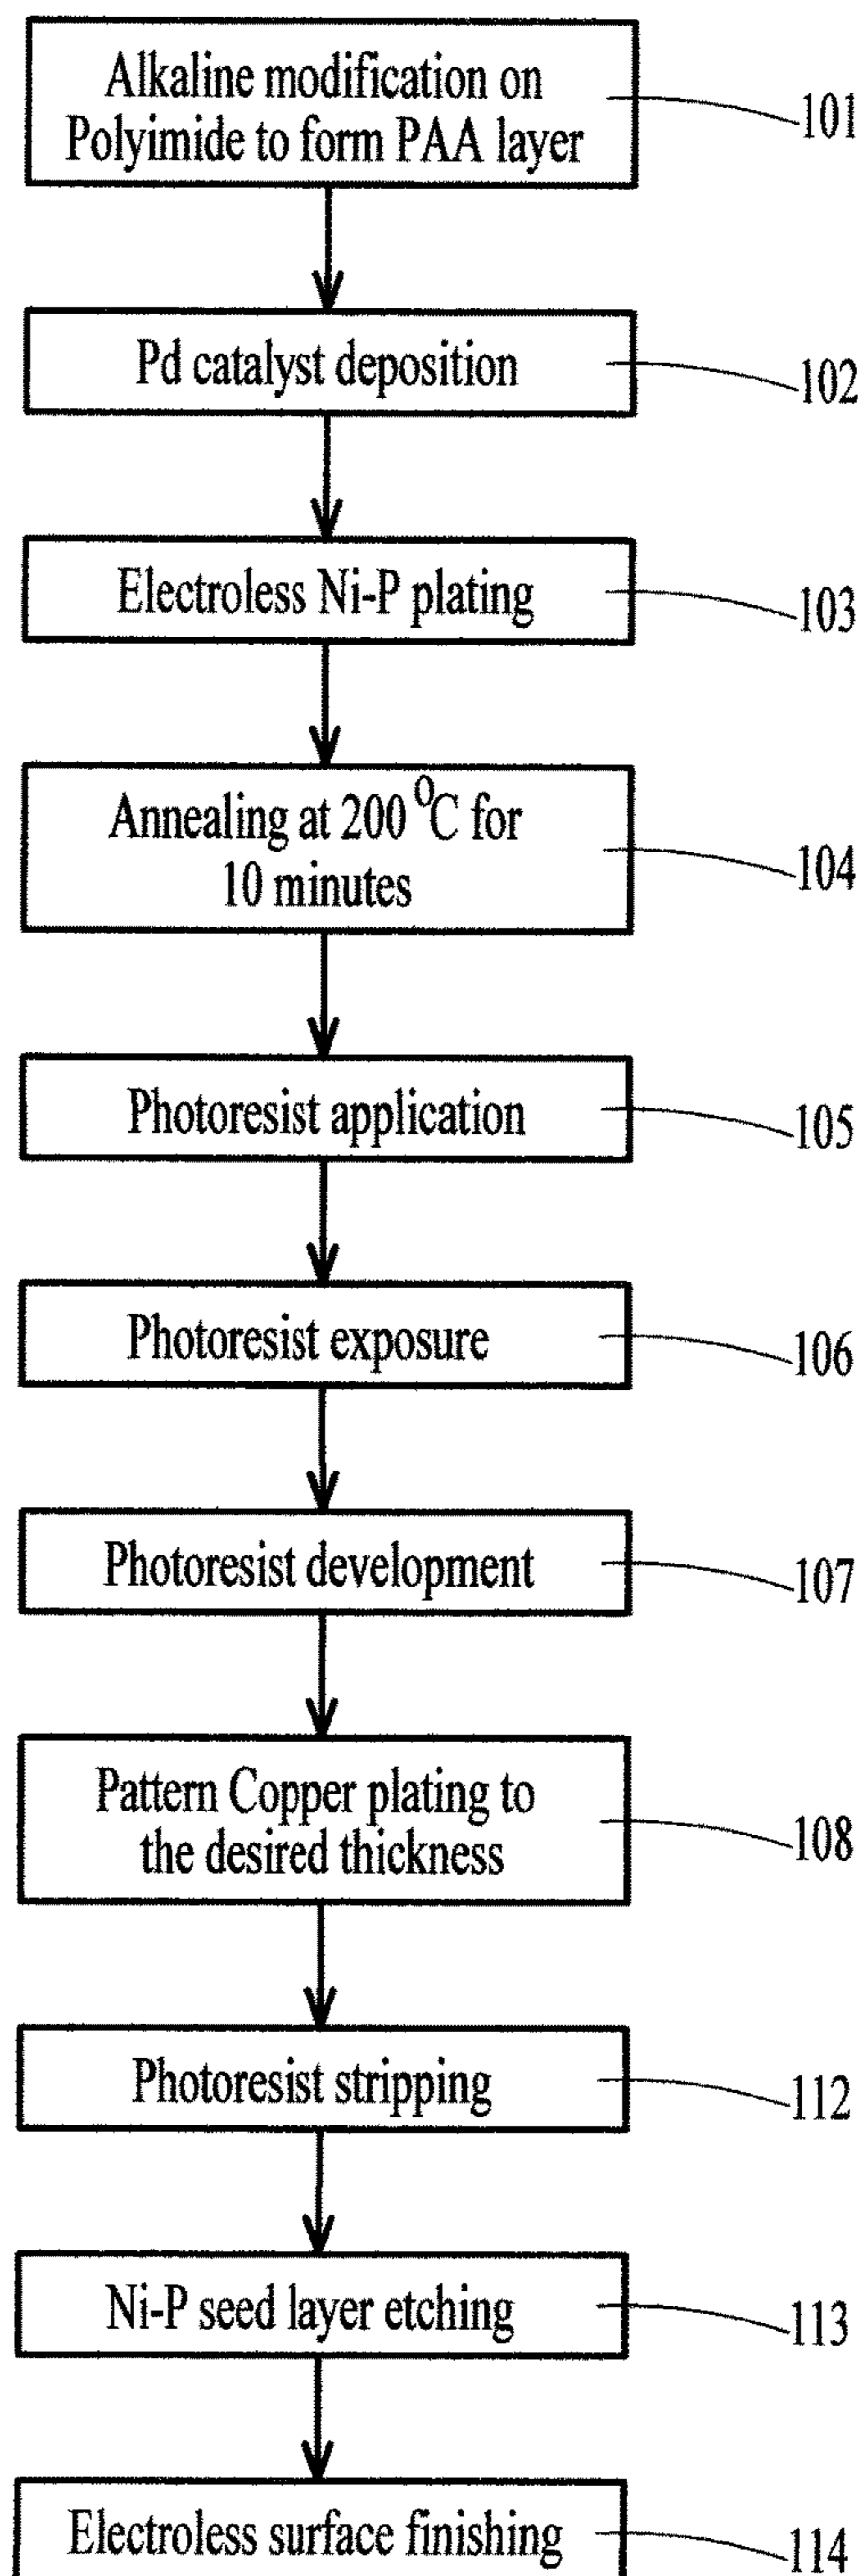 Alkaline modification on
Polyimide to form PAA layer
101
Pd catalyst deposition
102
Electroless Ni-P plating
103
Annealing at 200 °C for
10 minutes
104
Photoresist application
105
Photoresist exposure
106
Photoresist development
107
Pattern Copper plating to
the desired thickness
108
Photoresist stripping
112
Ni-P seed layer etching
113
Electroless surface finishing
114